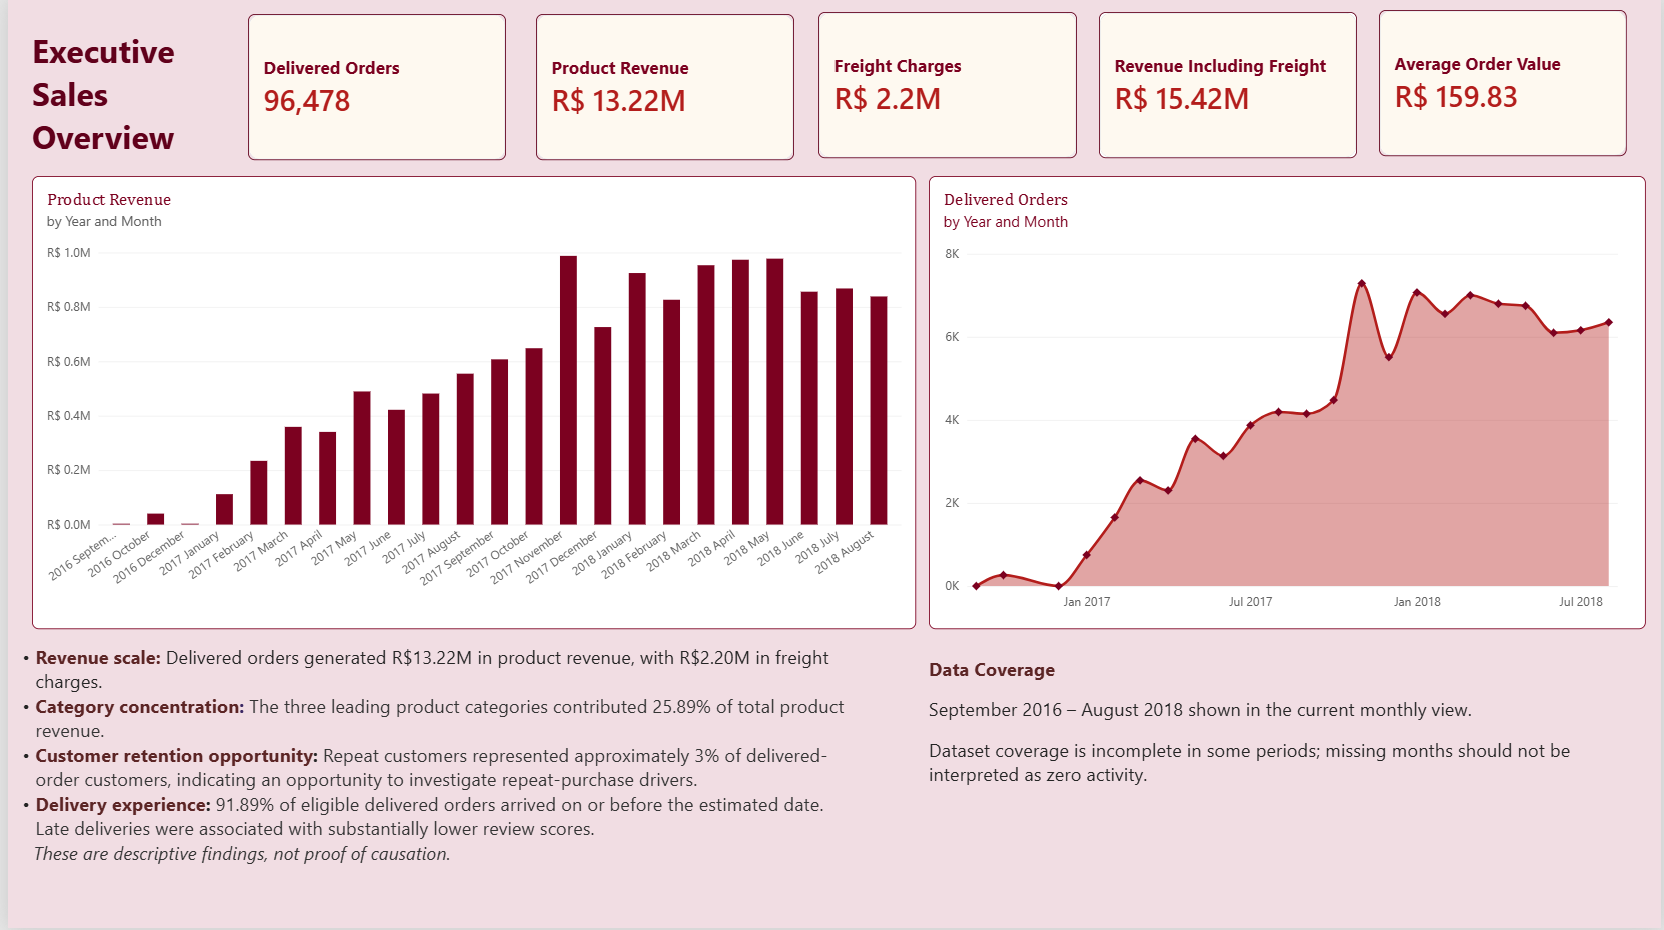 Executive
Sales
Overview
Delivered Orders
96,478
Product Revenue
R$ 13.22M
Freight Charges
R$ 2.2M
Revenue Including Freight
R$ 15.42M
Average Order Value
R$ 159.83
Product Revenue
by Year and Month
R$ 1.0M
R$ 0.8M
R$ 0.6M
R$ 0.4M
R$ 0.2M
R$ 0.0M
2016 Septem...
2016 October
2016 December
2017 January
2017 February
2017 March
2017 April
2017 May
2017 June
2017 July
2017 August
2017 September
2017 October
2017 November
2017 December
2018 January
2018 February
2018 March
2018 April
2018 May
2018 June
2018 July
2018 August
Delivered Orders
by Year and Month
8K
6K
4K
2K
0K
Jan 2017
Jul 2017
Jan 2018
Jul 2018
• Revenue scale: Delivered orders generated R$13.22M in product revenue, with R$2.20M in freight
charges.
• Category concentration: The three leading product categories contributed 25.89% of total product
revenue.
• Customer retention opportunity: Repeat customers represented approximately 3% of delivered-
order customers, indicating an opportunity to investigate repeat-purchase drivers.
• Delivery experience: 91.89% of eligible delivered orders arrived on or before the estimated date.
Late deliveries were associated with substantially lower review scores.
These are descriptive findings, not proof of causation.
Data Coverage
September 2016 – August 2018 shown in the current monthly view.
Dataset coverage is incomplete in some periods; missing months should not be
interpreted as zero activity.